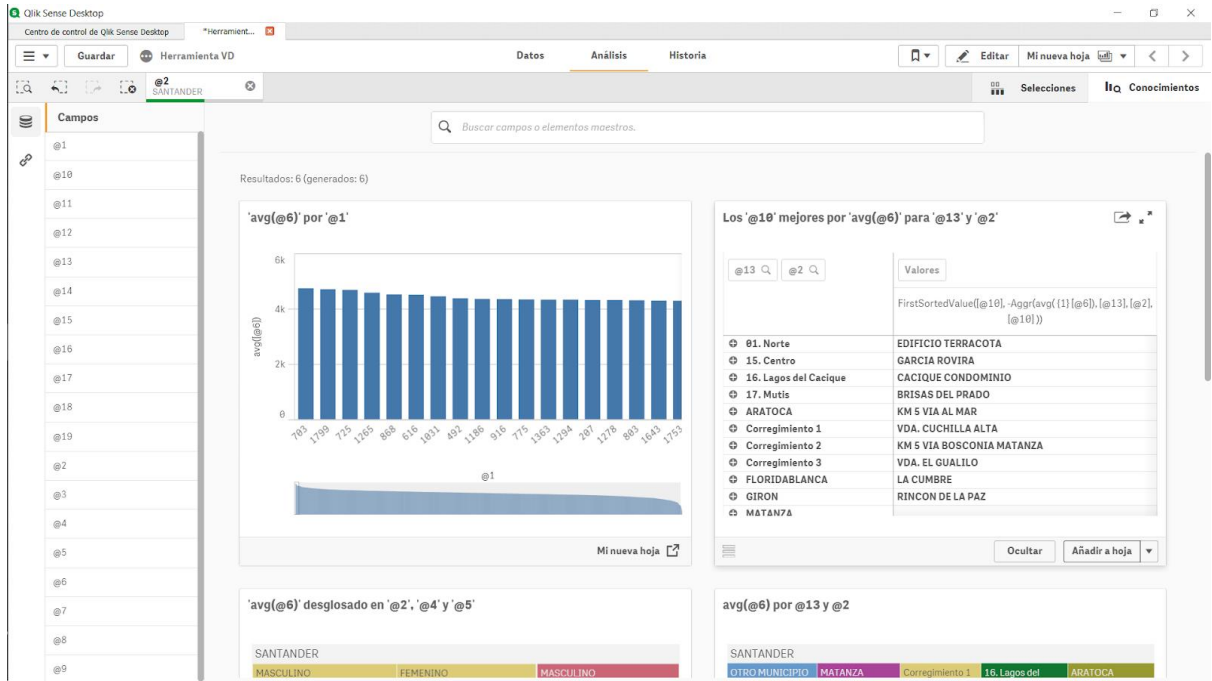 Qlik Sense Desktop
Centro de control de Qlik Sense Desktop
*Herramient...
Guardar
Herramienta VD
Datos
Análisis
Historia
Editar
Mi nueva hoja
@2
SANTANDER
Selecciones
Conocimientos
Campos
@1
@10
@11
@12
@13
@14
@15
@16
@17
@18
@19
@2
@3
@4
@5
@6
@7
@8
@9
Buscar campos o elementos maestros.
Resultados: 6 (generados: 6)
'avg(@6)' por '@1'
6k
4k
2k
0
avg([@6])
703 1799 725 1265 868 616 1031 492 1186 916 775 1363 1294 207 1278 803 1643 1753
@1
Mi nueva hoja
Los '@10' mejores por 'avg(@6)' para '@13' y '@2'
@13 @2 Valores
FirstSortedValue([@10], -Aggr(avg( {1} [@6]), [@13], [@2],
[@10] ))
01. Norte EDIFICIO TERRACOTA
15. Centro GARCIA ROVIRA
16. Lagos del Cacique CACIQUE CONDOMINIO
17. Mutis BRISAS DEL PRADO
ARATOCA KM 5 VIA AL MAR
Corregimiento 1 VDA. CUCHILLA ALTA
Corregimiento 2 KM 5 VIA BOSCONIA MATANZA
Corregimiento 3 VDA. EL GUALILO
FLORIDABLANCA LA CUMBRE
GIRON RINCON DE LA PAZ
MATANZA
Ocultar
Añadir a hoja
'avg(@6)' desglosado en '@2', '@4' y '@5'
SANTANDER
MASCULINO FEMENINO MASCULINO
avg(@6) por @13 y @2
SANTANDER
OTRO MUNICIPIO MATANZA Corregimiento 1 16. Lagos del ARATOCA